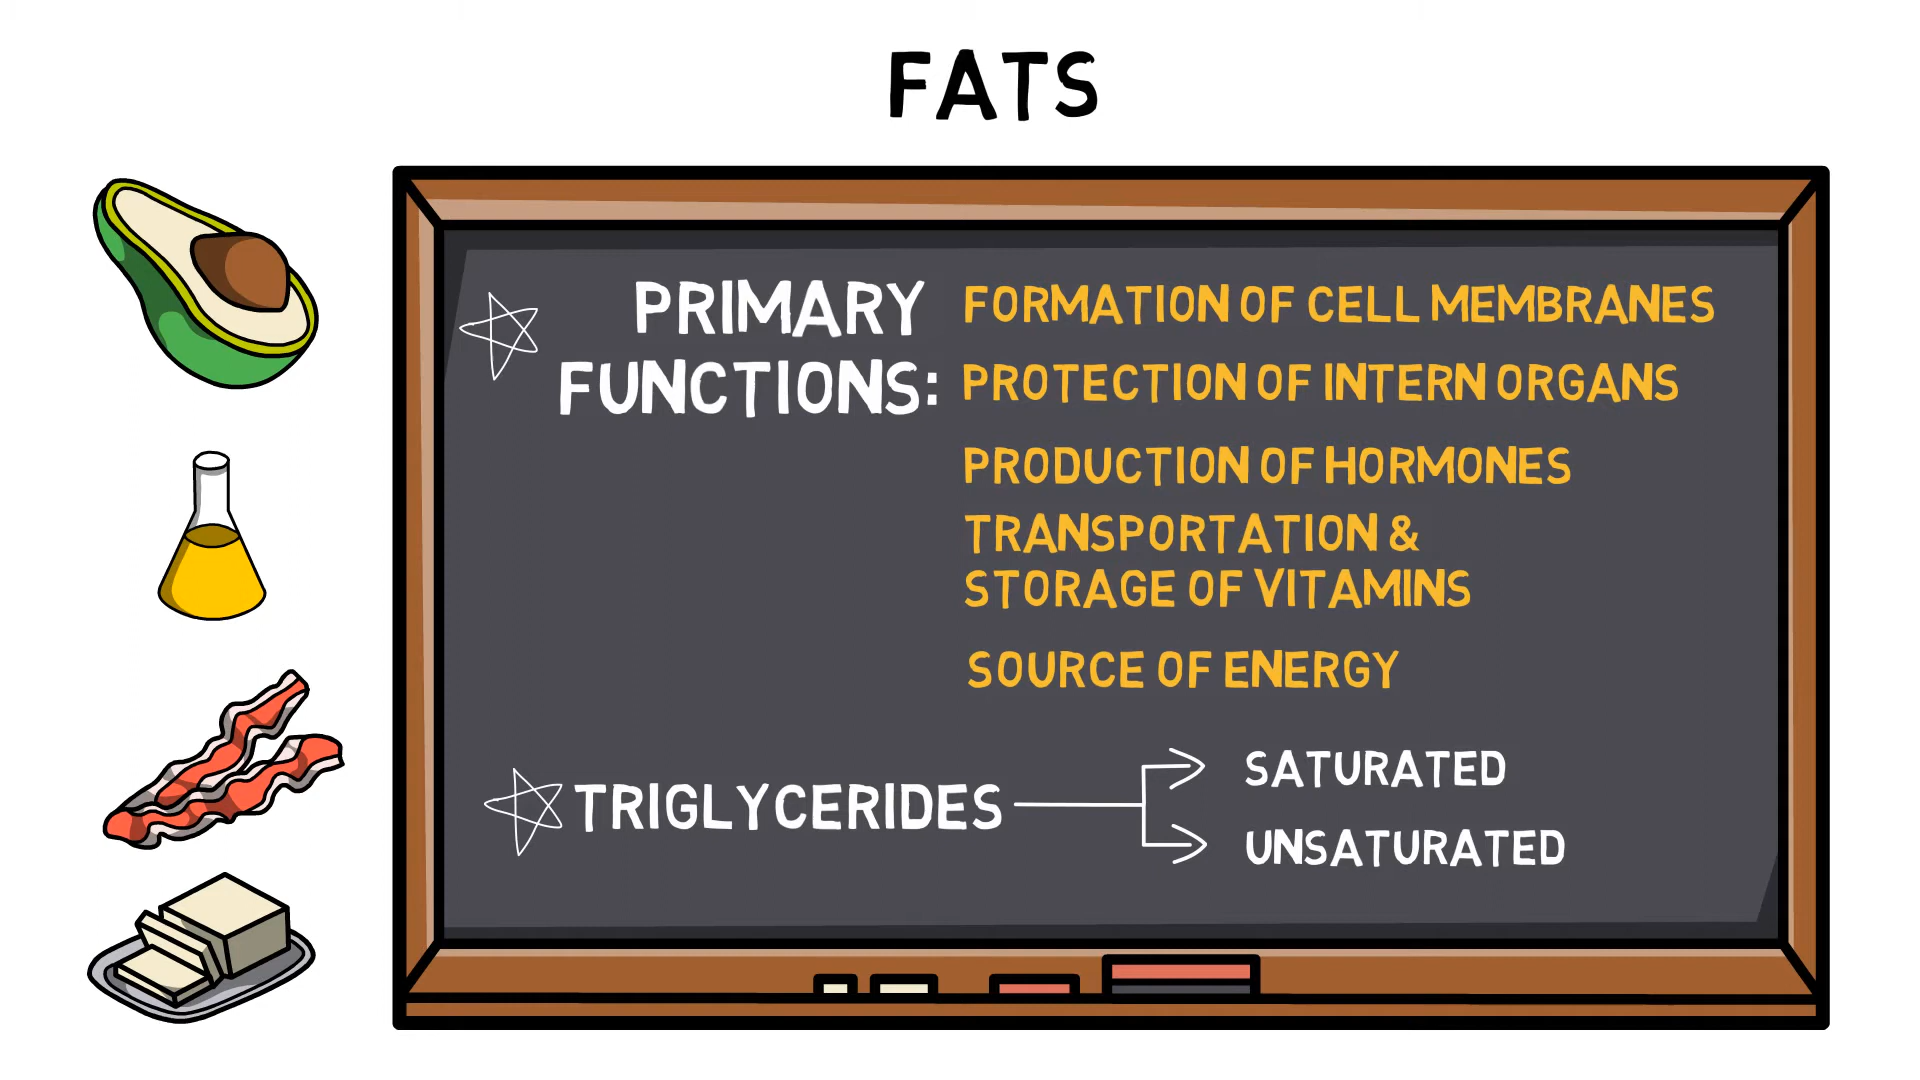 FATS
PRIMARY
FUNCTIONS:
FORMATION OF CELL MEMBRANES
PROTECTION OF INTERN ORGANS
PRODUCTION OF HORMONES
TRANSPORTATION &
STORAGE OF VITAMINS
SOURCE OF ENERGY
TRIGLYCERIDES
SATURATED
UNSATURATED